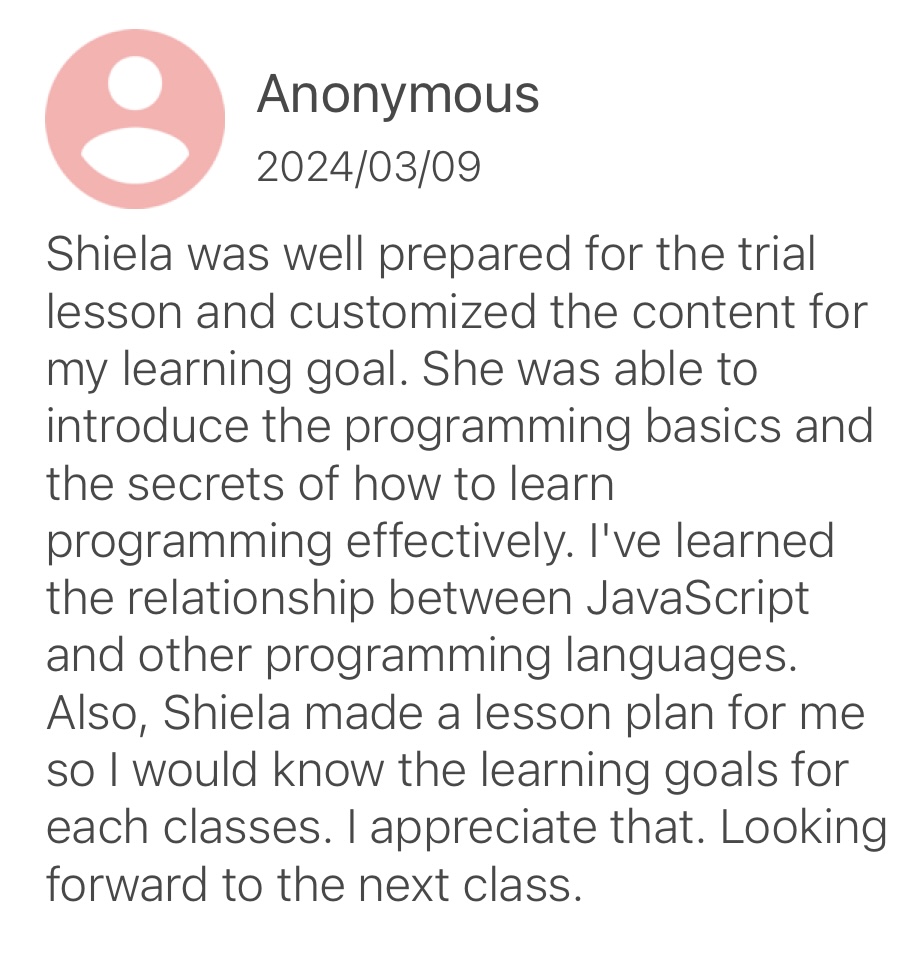 Anonymous
2024/03/09
Shiela was well prepared for the trial
lesson and customized the content for
my learning goal. She was able to
introduce the programming basics and
the secrets of how to learn
programming effectively. I've learned
the relationship between JavaScript
and other programming languages.
Also, Shiela made a lesson plan for me
so I would know the learning goals for
each classes. I appreciate that. Looking
forward to the next class.